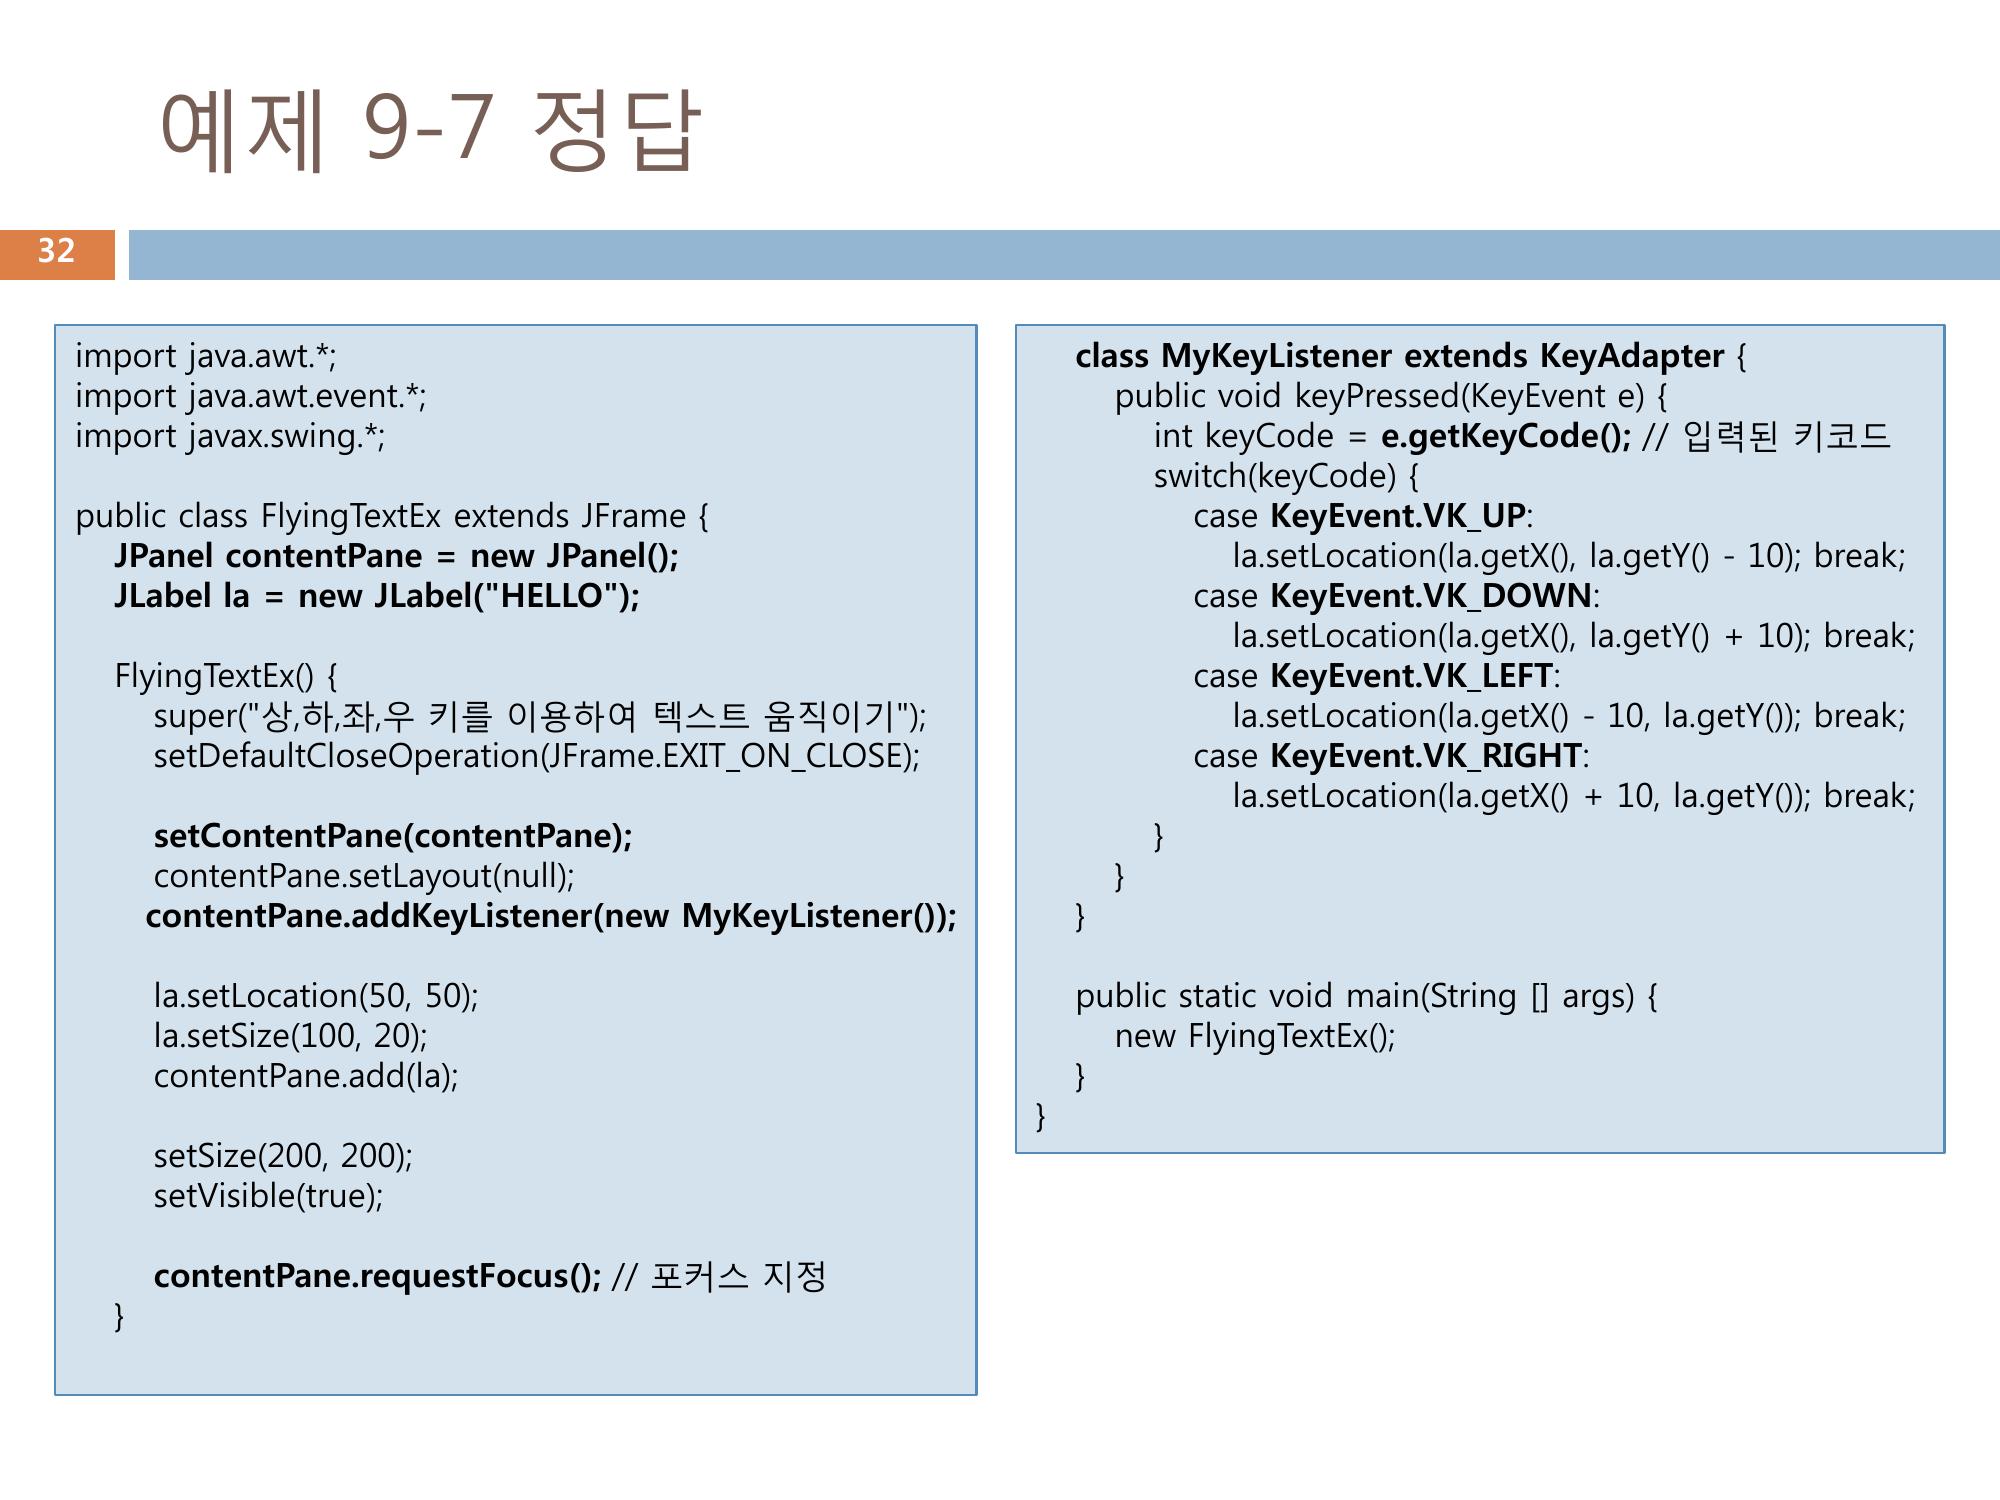 예제 9-7 정답
32
import java.awt.*;
import java.awt.event.*;
import javax.swing.*;
public class FlyingTextEx extends JFrame {
JPanel contentPane = new JPanel();
JLabel la = new JLabel("HELLO");
FlyingTextEx() {
super("상,하,좌,우 키를 이용하여 텍스트 움직이기");
setDefaultCloseOperation(JFrame.EXIT_ON_CLOSE);
setContentPane(contentPane);
contentPane.setLayout(null);
contentPane.addKeyListener(new MyKeyListener());
la.setLocation(50, 50);
la.setSize(100, 20);
contentPane.add(la);
setSize(200, 200);
setVisible(true);
contentPane.requestFocus(); // 포커스 지정
}
class MyKeyListener extends KeyAdapter {
public void keyPressed(KeyEvent e) {
int keyCode = e.getKeyCode(); // 입력된 키코드
switch(keyCode) {
case KeyEvent.VK_UP:
la.setLocation(la.getX(), la.getY() - 10); break;
case KeyEvent.VK_DOWN:
la.setLocation(la.getX(), la.getY() + 10); break;
case KeyEvent.VK_LEFT:
la.setLocation(la.getX() - 10, la.getY()); break;
case KeyEvent.VK_RIGHT:
la.setLocation(la.getX() + 10, la.getY()); break;
}
}
}
public static void main(String [] args) {
new FlyingTextEx();
}
}